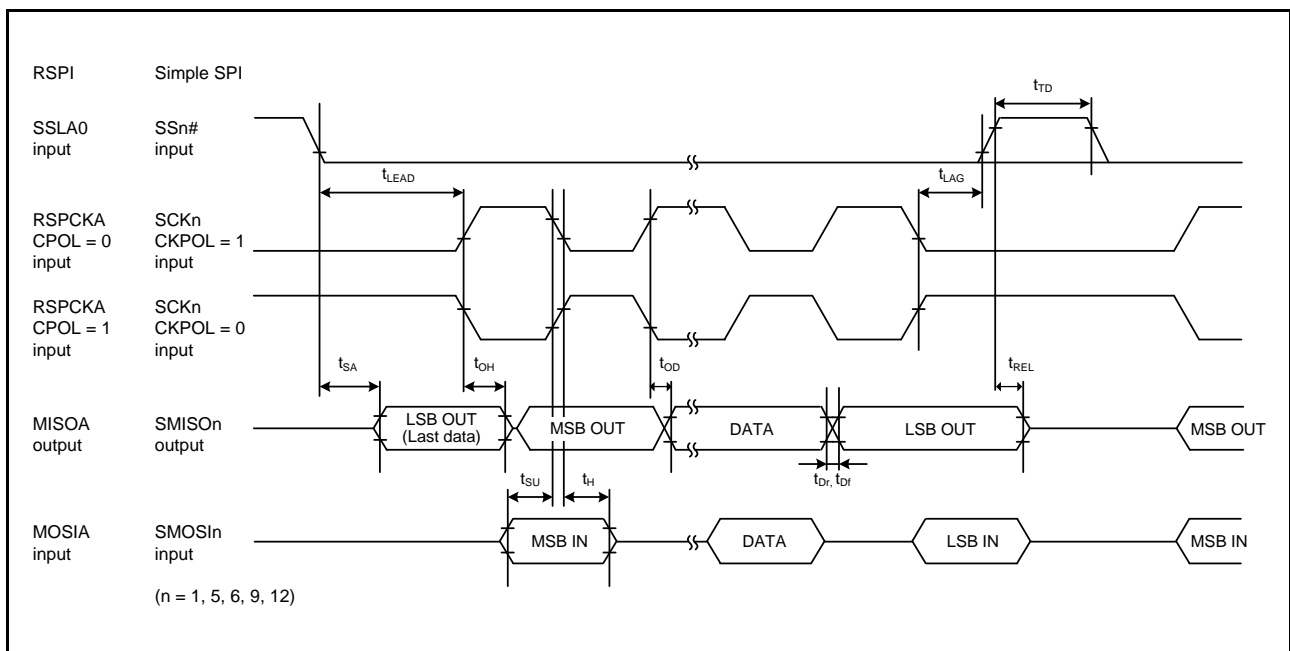 RSPI Simple SPI
SSLA0 SSn#
input input
tTD
tLEAD
tLAG
RSPCKA SCKn
CPOL = 0 CKPOL = 1
input input
RSPCKA SCKn
CPOL = 1 CKPOL = 0
input input
tSA tOH tOD tREL
MISOA SMISOn
output output
LSB OUT
(Last data)
MSB OUT
DATA
LSB OUT
MSB OUT
tSU tH tDr, tDf
MOSIA SMOSIn
input input
MSB IN
DATA
LSB IN
MSB IN
(n = 1, 5, 6, 9, 12)